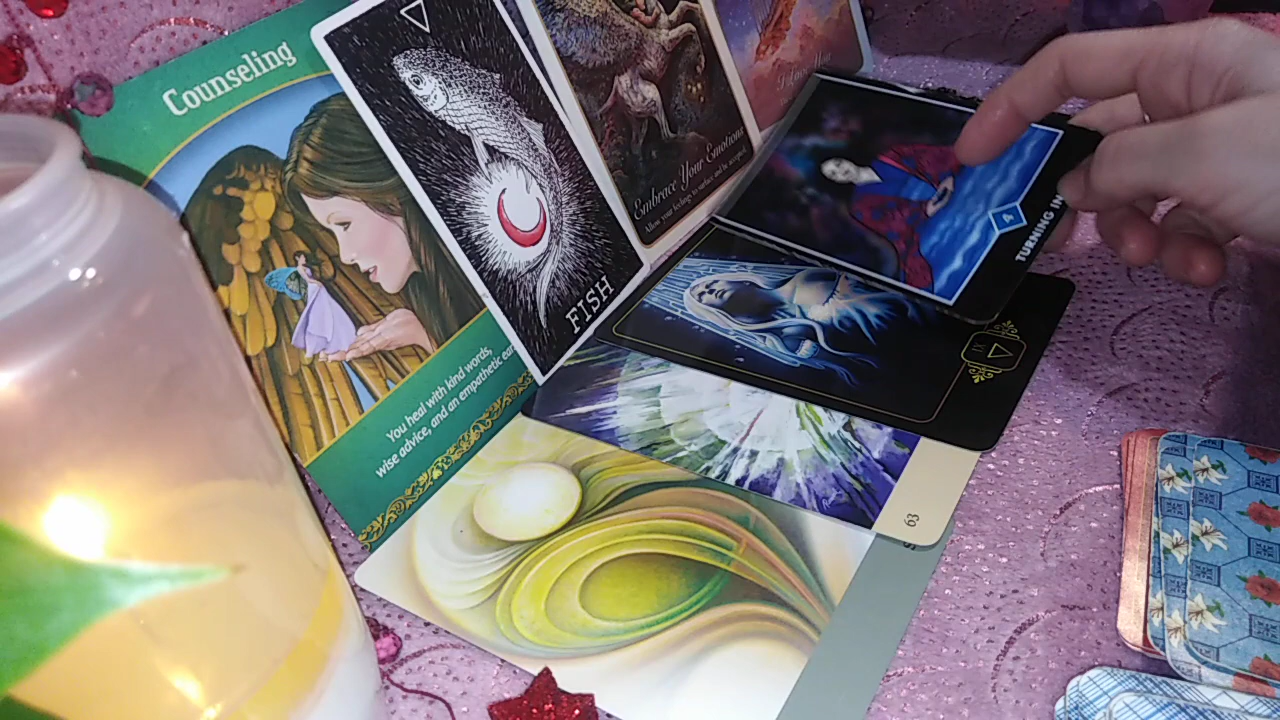 Counseling
You heal with kind words,
wise advice, and an empathetic ear
FISH
Embrace Your Emotions
Allow your feelings to surface and be accepted.
4
TURNING IN
IX
63